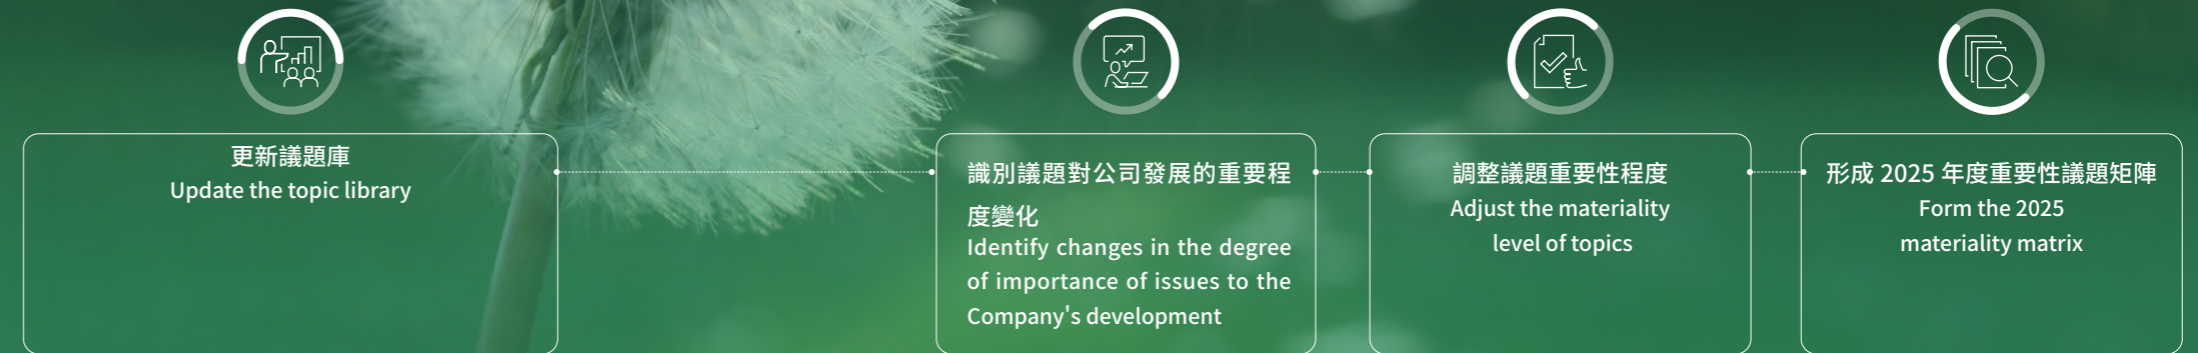 更新議題庫
Update the topic library
識別議題對公司發展的重要程
度變化
Identify changes in the degree
of importance of issues to the
Company's development
調整議題重要性程度
Adjust the materiality
level of topics
形成 2025 年度重要性議題矩陣
Form the 2025
materiality matrix